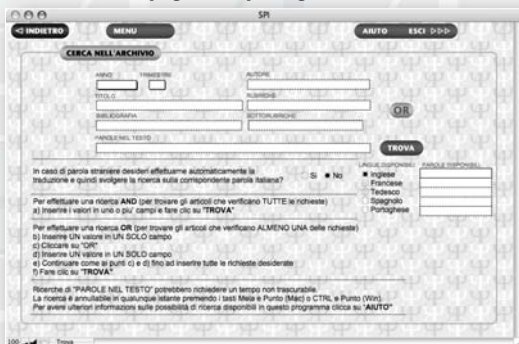 SPI
INDIETRO MENU AIUTO ESCI
CERCA NELL'ARCHIVIO
ANNO TRIMESTRE AUTORE
TITOLO RUBRICHE
BIBLIOGRAFIA SOTTORUBRICHE
OR
PAROLE NEL TESTO
TROVA
LINGUE DISPONIBILI PAROLE DISPONIBILI
In caso di parola straniera desideri effettuarne automaticamente la
traduzione e quindi svolgere la ricerca sulla corrispondente parola italiana?
Si No
Inglese
Francese
Tedesco
Spagnolo
Portoghese
Per effettuare una ricerca AND (per trovare gli articoli che verificano TUTTE le richieste)
a) Inserire i valori in uno o piu' campi e fare clic su "TROVA"
Per effettuare una ricerca OR (per trovare gli articoli che verificano ALMENO UNA delle richieste)
b) Inserire UN valore in UN SOLO campo
c) Cliccare su "OR"
d) Inserire UN valore in UN SOLO campo
e) Continuare come ai punti c) e d) fino ad inserire tutte le richieste desiderate
f) Fare clic su "TROVA"
Ricerche di "PAROLE NEL TESTO" potrebbero richiedere un tempo non trascurabile.
La ricerca è annullabile in qualunque istante premendo i tasti Mela e Punto (Mac) o CTRL e Punto (Win).
Per avere ulteriori informazioni sulle possibilità di ricerca disponibili in questo programma clicca su "AIUTO"
100 Trova